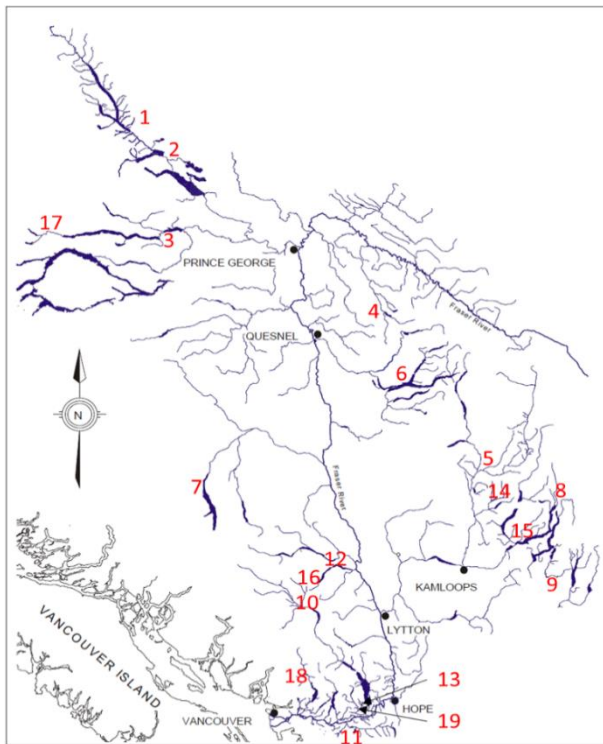 1
2
17
3
PRINCE GEORGE
4
Fraser River
QUESNEL
6
N
5
7
Fraser River
14
8
15
12
16
KAMLOOPS
9
10
LYTTON
VANCOUVER ISLAND
18
13
HOPE
VANCOUVER
19
11